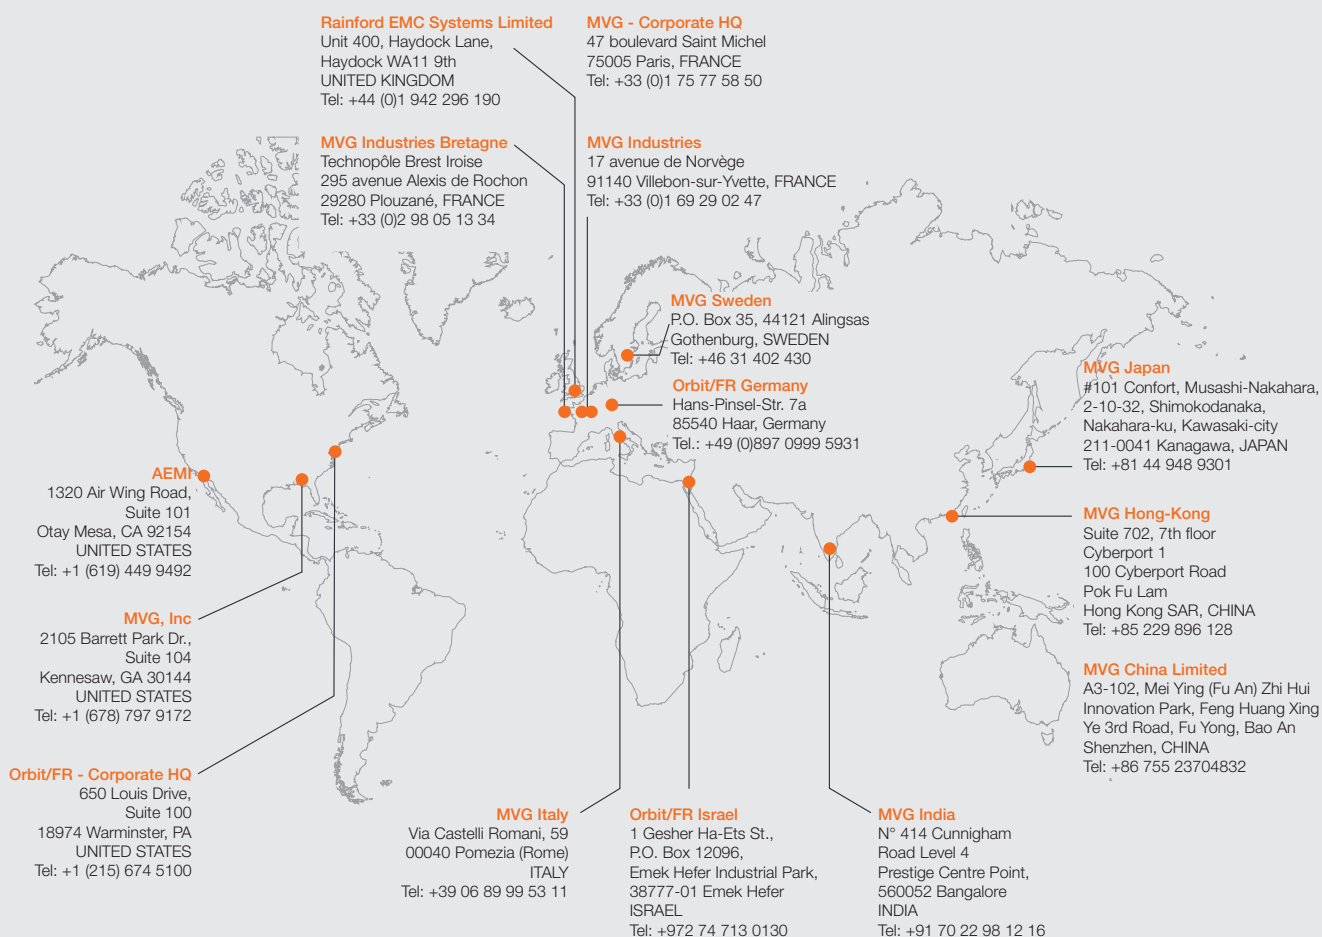 Rainford EMC Systems Limited
Unit 400, Haydock Lane,
Haydock WA11 9th
UNITED KINGDOM
Tel: +44 (0)1 942 296 190
MVG - Corporate HQ
47 boulevard Saint Michel
75005 Paris, FRANCE
Tel: +33 (0)1 75 77 58 50
MVG Industries Bretagne
Technopôle Brest Iroise
295 avenue Alexis de Rochon
29280 Plouzané, FRANCE
Tel: +33 (0)2 98 05 13 34
MVG Industries
17 avenue de Norvège
91140 Villebon-sur-Yvette, FRANCE
Tel: +33 (0)1 69 29 02 47
MVG Sweden
P.O. Box 35, 44121 Alingsas
Gothenburg, SWEDEN
Tel: +46 31 402 430
Orbit/FR Germany
Hans-Pinsel-Str. 7a
85540 Haar, Germany
Tel.: +49 (0)897 0999 5931
MVG Japan
#101 Confort, Musashi-Nakahara,
2-10-32, Shimokodanaka,
Nakahara-ku, Kawasaki-city
211-0041 Kanagawa, JAPAN
Tel: +81 44 948 9301
AEMI
1320 Air Wing Road,
Suite 101
Otay Mesa, CA 92154
UNITED STATES
Tel: +1 (619) 449 9492
MVG Hong-Kong
Suite 702, 7th floor
Cyberport 1
100 Cyberport Road
Pok Fu Lam
Hong Kong SAR, CHINA
Tel: +85 229 896 128
MVG, Inc
2105 Barrett Park Dr.,
Suite 104
Kennesaw, GA 30144
UNITED STATES
Tel: +1 (678) 797 9172
MVG China Limited
A3-102, Mei Ying (Fu An) Zhi Hui
Innovation Park, Feng Huang Xing
Ye 3rd Road, Fu Yong, Bao An
Shenzhen, CHINA
Tel: +86 755 23704832
Orbit/FR - Corporate HQ
650 Louis Drive,
Suite 100
18974 Warminster, PA
UNITED STATES
Tel: +1 (215) 674 5100
MVG Italy
Via Castelli Romani, 59
00040 Pomezia (Rome)
ITALY
Tel: +39 06 89 99 53 11
Orbit/FR Israel
1 Gesher Ha-Ets St.,
P.O. Box 12096,
Emek Hefer Industrial Park,
38777-01 Emek Hefer
ISRAEL
Tel: +972 74 713 0130
MVG India
N° 414 Cunnigham
Road Level 4
Prestige Centre Point,
560052 Bangalore
INDIA
Tel: +91 70 22 98 12 16